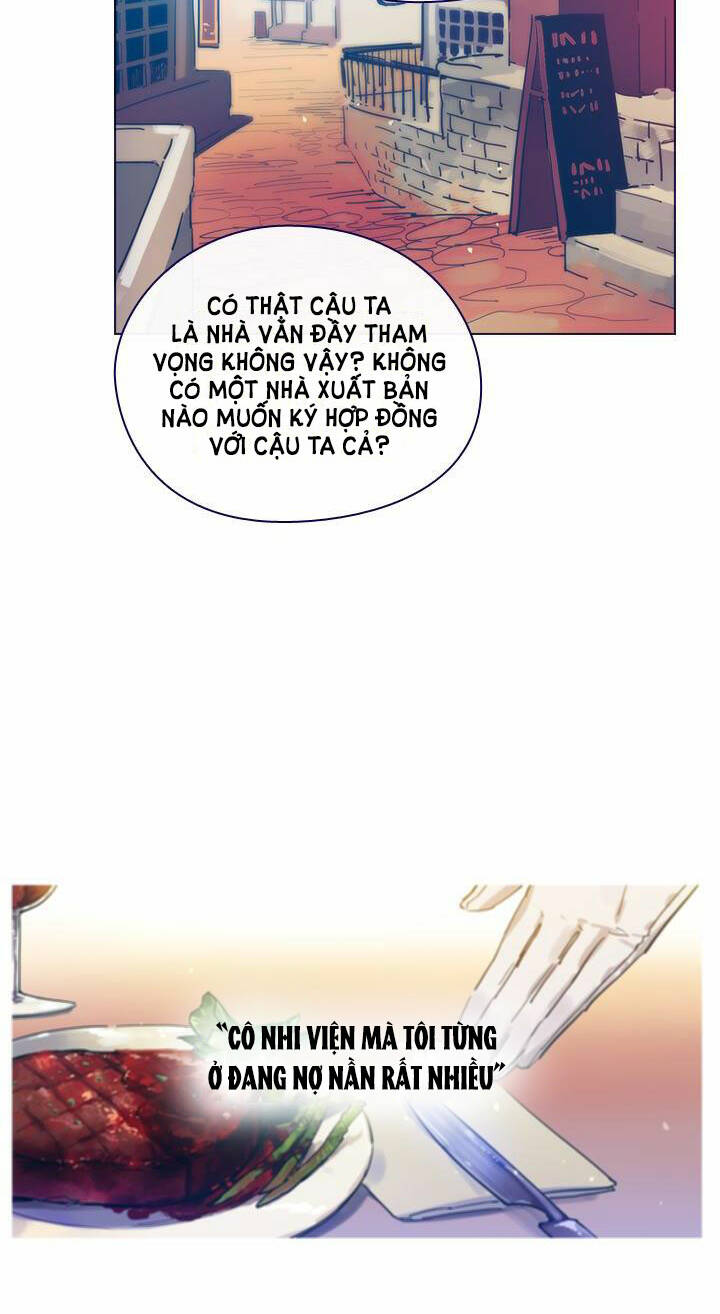 CÓ THẬT CẬU TA
LÀ NHÀ VĂN ĐẦY THAM
VỌNG KHÔNG VẬY? KHÔNG
CÓ MỘT NHÀ XUẤT BẢN
NÀO MUỐN KÝ HỢP ĐỒNG
VỚI CẬU TA CẢ?
“CÔ NHI VIỆN MÀ TÔI TỪNG
Ở ĐANG NỢ NẦN RẤT NHIỀU”